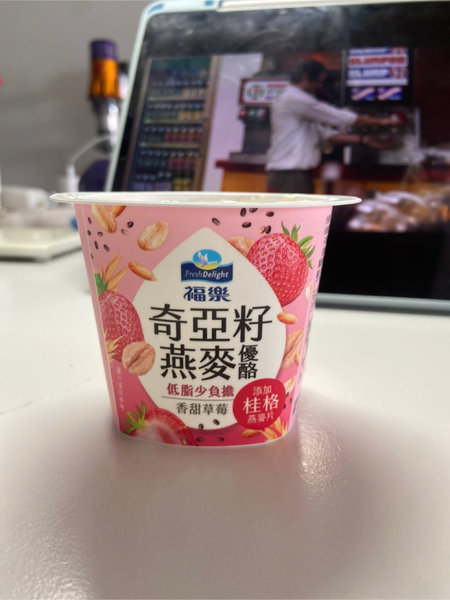 FreshDelight
福樂
奇亞籽
燕麥優酪
低脂少負擔
香甜草莓
添加
桂格
燕麥片